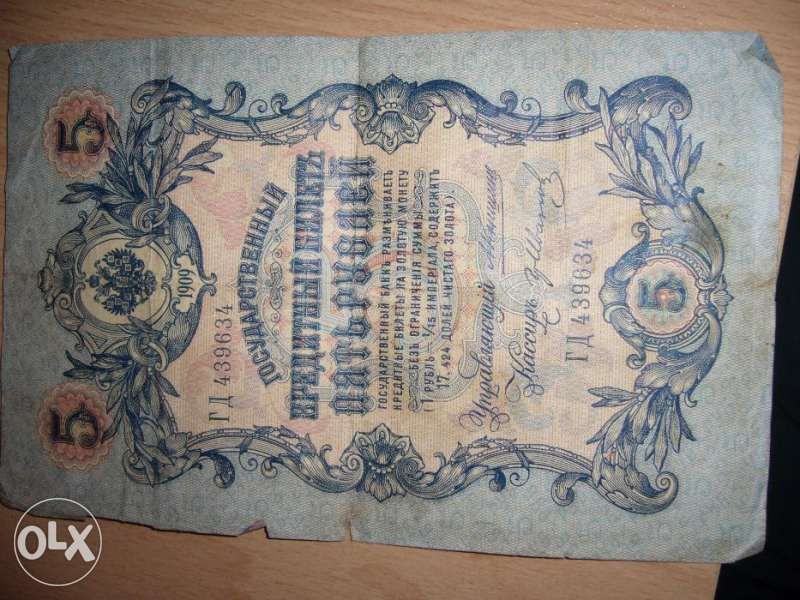 5 5
1909
ГД 439634
ГОСУДАРСТВЕННЫЙ
КРЕДИТНЫЙ БИЛЕТЪ
ПЯТЬ РУБЛЕЙ
ГОСУДАРСТВЕННЫЙ БАНКЪ РАЗМѢНИВАЕТЪ
КРЕДИТНЫЕ БИЛЕТЫ НА ЗОЛОТУЮ МОНЕТУ
БЕЗЪ ОГРАНИЧЕНІЯ СУММЫ
(1 РУБЛЬ = 1/15 ИМПЕРІАЛА, СОДЕРЖИТЪ
17,424 ДОЛЕЙ ЧИСТАГО ЗОЛОТА).
Управляющій
Кассиръ
ГД 439634
5
OLX